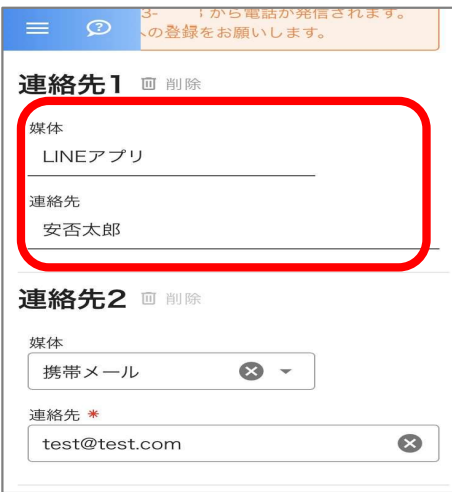 から電話が発信されます。
の登録をお願いします。
連絡先1 削除
媒体
LINEアプリ
連絡先
安否太郎
連絡先2 削除
媒体
携帯メール
連絡先 *
test@test.com